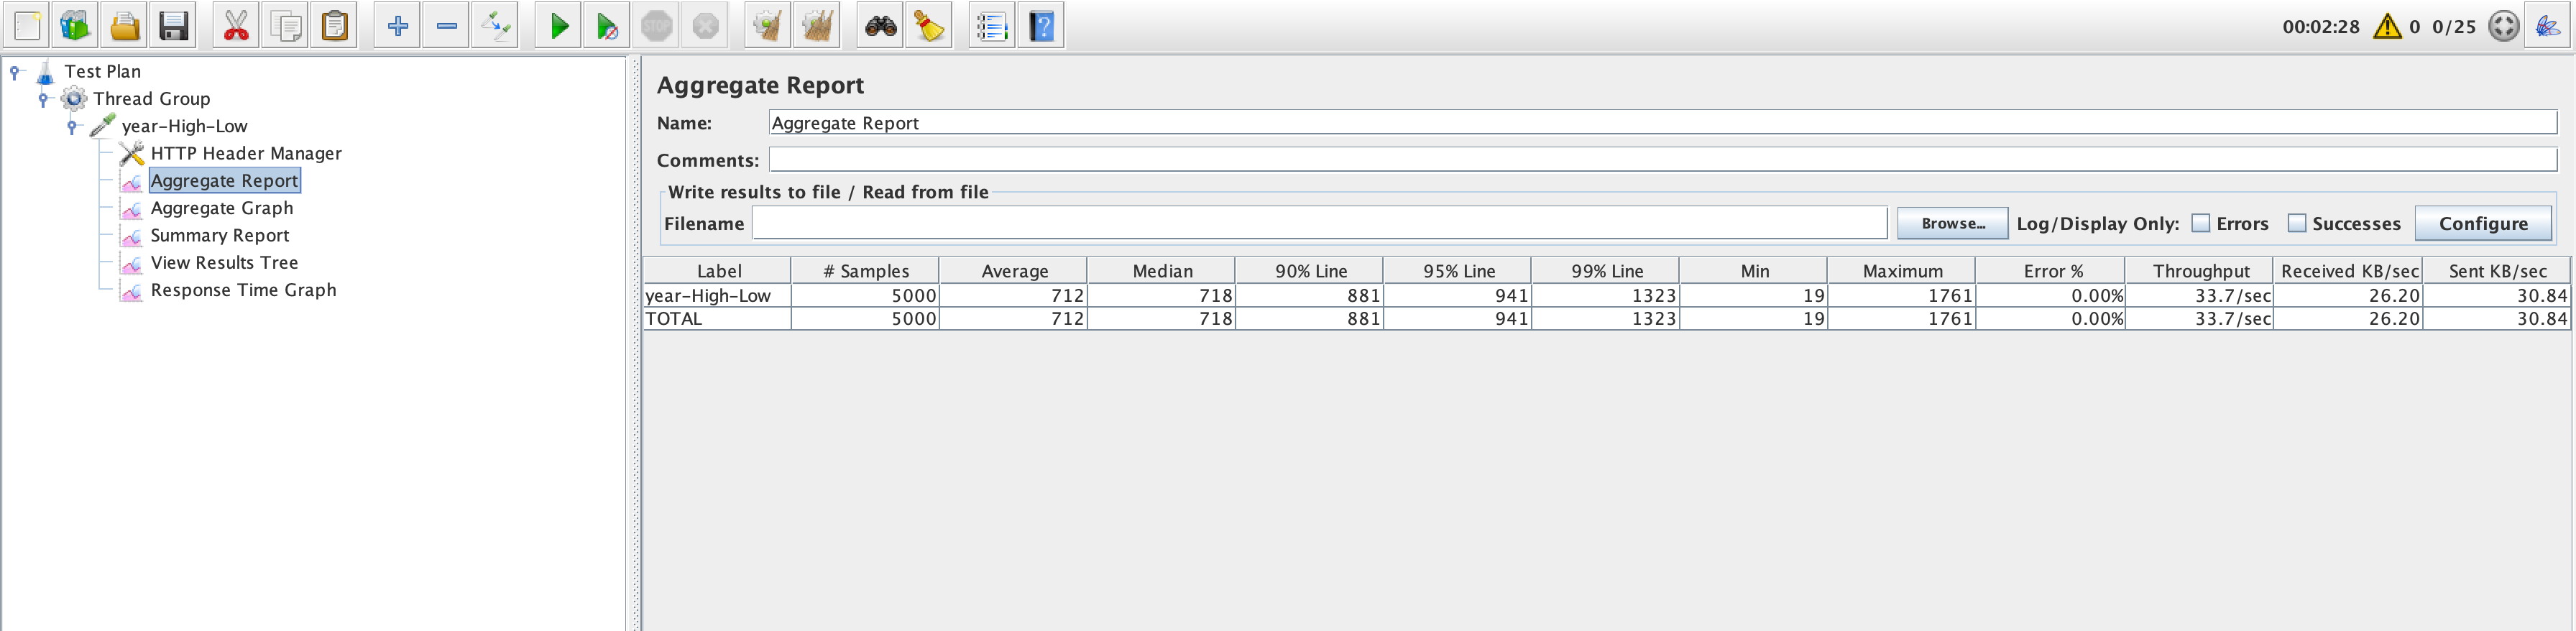 STOP
00:02:28 0 0/25
Test Plan
Thread Group
year-High-Low
HTTP Header Manager
Aggregate Report
Aggregate Graph
Summary Report
View Results Tree
Response Time Graph
Aggregate Report
Name: Aggregate Report
Comments:
Write results to file / Read from file
Filename Browse... Log/Display Only: Errors Successes Configure
Label # Samples Average Median 90% Line 95% Line 99% Line Min Maximum Error % Throughput Received KB/sec Sent KB/sec
year-High-Low 5000 712 718 881 941 1323 19 1761 0.00% 33.7/sec 26.20 30.84
TOTAL 5000 712 718 881 941 1323 19 1761 0.00% 33.7/sec 26.20 30.84